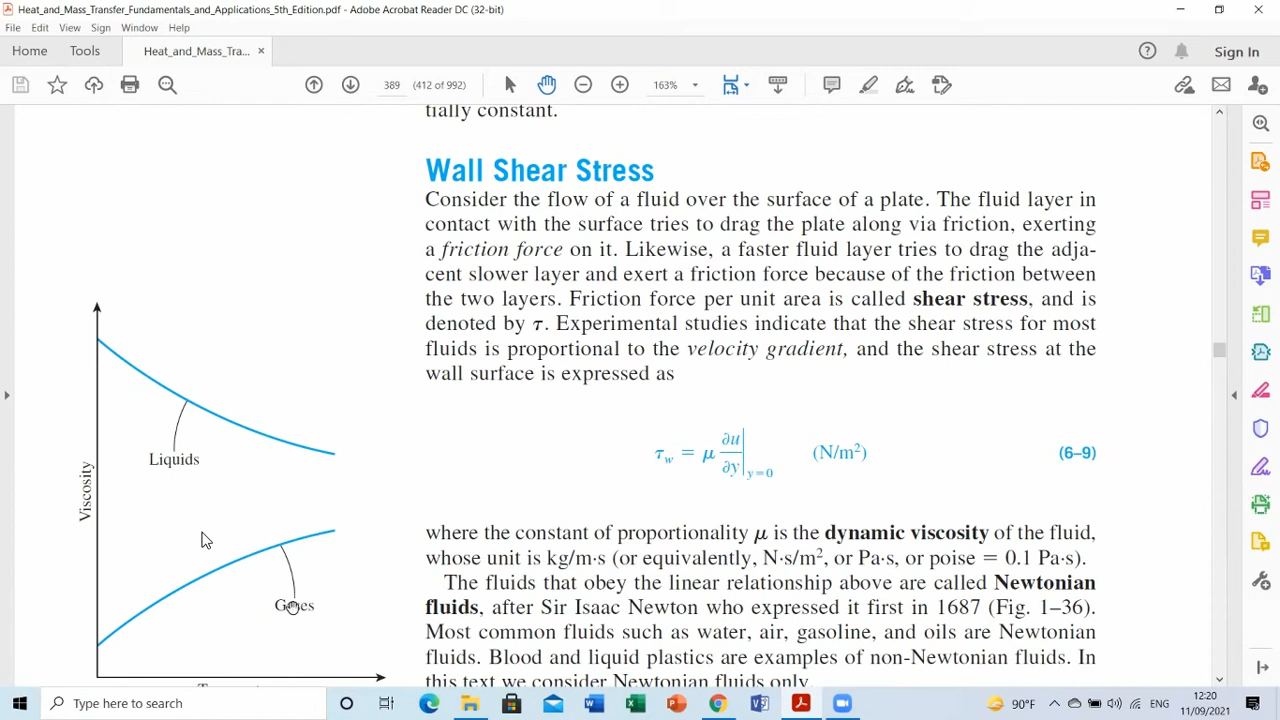 Heat_and_Mass_Transfer_Fundamentals_and_Applications_5th_Edition.pdf - Adobe Acrobat Reader DC (32-bit)
File Edit View Sign Window Help
Home Tools Heat_and_Mass_Tra... × Sign In
389 (412 of 992) 163%
tially constant.
Wall Shear Stress
Consider the flow of a fluid over the surface of a plate. The fluid layer in
contact with the surface tries to drag the plate along via friction, exerting
a friction force on it. Likewise, a faster fluid layer tries to drag the adja-
cent slower layer and exert a friction force because of the friction between
the two layers. Friction force per unit area is called shear stress, and is
denoted by τ. Experimental studies indicate that the shear stress for most
fluids is proportional to the velocity gradient, and the shear stress at the
wall surface is expressed as
τw = μ ∂u/∂y|y=0 (N/m²) (6–9)
where the constant of proportionality μ is the dynamic viscosity of the fluid,
whose unit is kg/m·s (or equivalently, N·s/m², or Pa·s, or poise = 0.1 Pa·s).
The fluids that obey the linear relationship above are called Newtonian
fluids, after Sir Isaac Newton who expressed it first in 1687 (Fig. 1–36).
Most common fluids such as water, air, gasoline, and oils are Newtonian
fluids. Blood and liquid plastics are examples of non-Newtonian fluids. In
this text we consider Newtonian fluids only.
Viscosity
Liquids
Gases
Type here to search
90°F ENG 12:20
11/09/2021